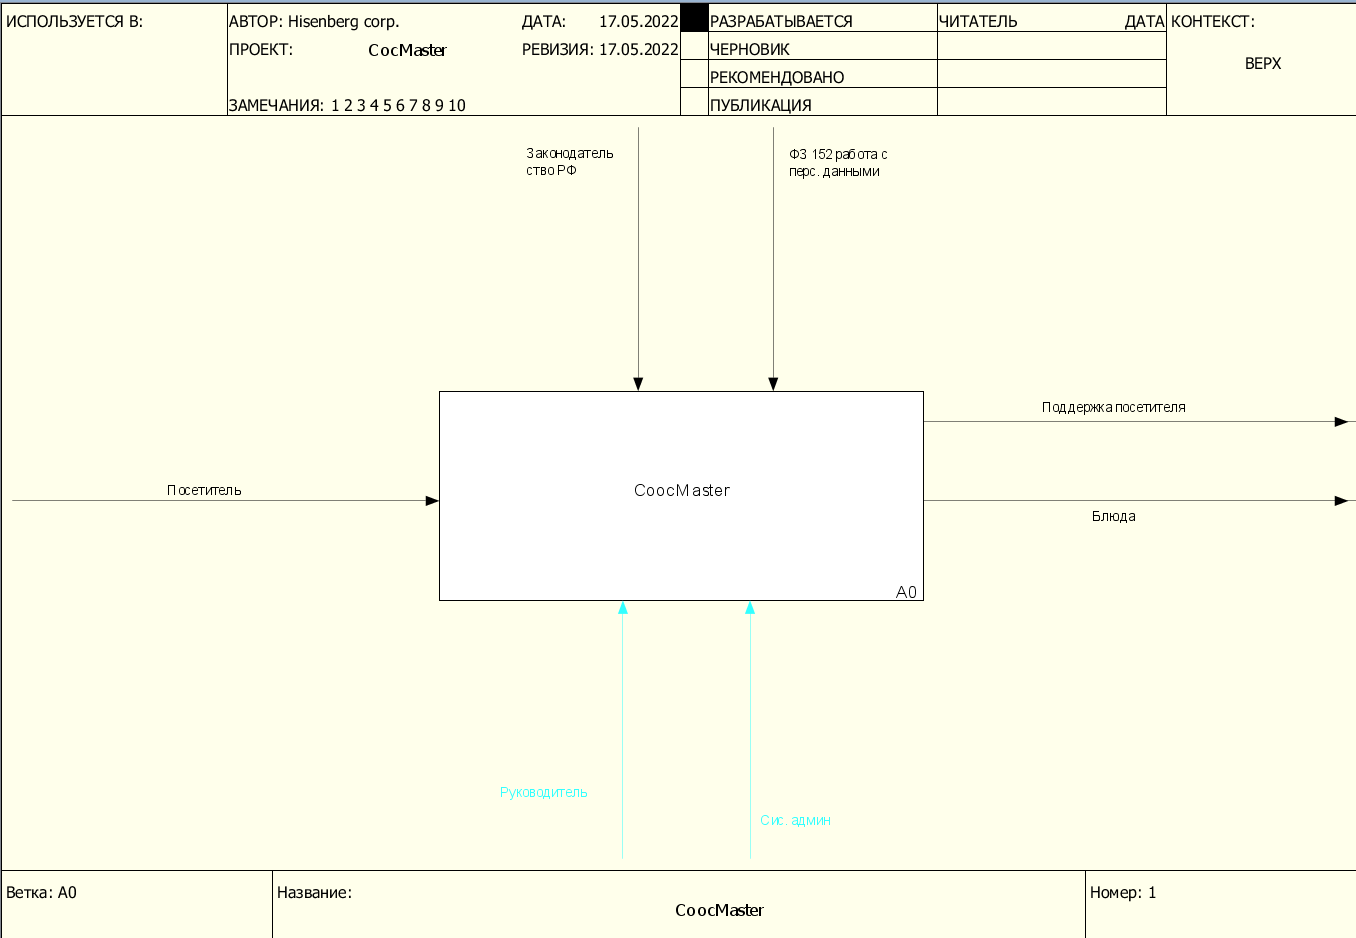 ИСПОЛЬЗУЕТСЯ В:
АВТОР: Hisenberg corp.
ДАТА: 17.05.2022
РАЗРАБАТЫВАЕТСЯ
ЧИТАТЕЛЬ ДАТА
КОНТЕКСТ:
ПРОЕКТ: CocMaster
РЕВИЗИЯ: 17.05.2022
ЧЕРНОВИК
ВЕРХ
РЕКОМЕНДОВАНО
ЗАМЕЧАНИЯ: 1 2 3 4 5 6 7 8 9 10
ПУБЛИКАЦИЯ
Законодатель
ство РФ
ФЗ 152 работа с
перс. данными
Поддержка посетителя
Посетитель
CoocMaster
Блюда
A0
Руководитель
Сис. админ
Ветка: A0
Название:
CoocMaster
Номер: 1